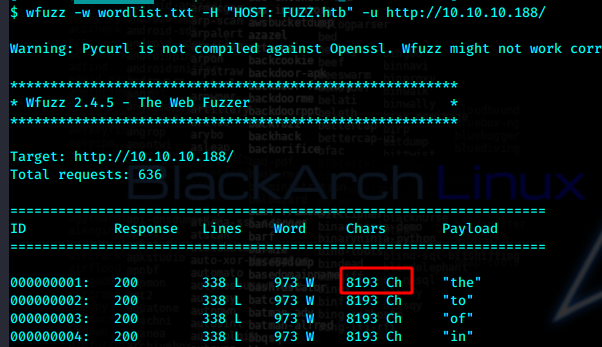 $ wfuzz -w wordlist.txt -H "HOST: FUZZ.htb" -u http://10.10.10.188/
Warning: Pycurl is not compiled against Openssl. Wfuzz might not work corr
********************************************************
* Wfuzz 2.4.5 - The Web Fuzzer *
********************************************************
Target: http://10.10.10.188/
Total requests: 636
BlackArch Linux
===================================================================
ID Response Lines Word Chars Payload
===================================================================
000000001: 200 338 L 973 W 8193 Ch "the"
000000002: 200 338 L 973 W 8193 Ch "to"
000000003: 200 338 L 973 W 8193 Ch "of"
000000004: 200 338 L 973 W 8193 Ch "in"